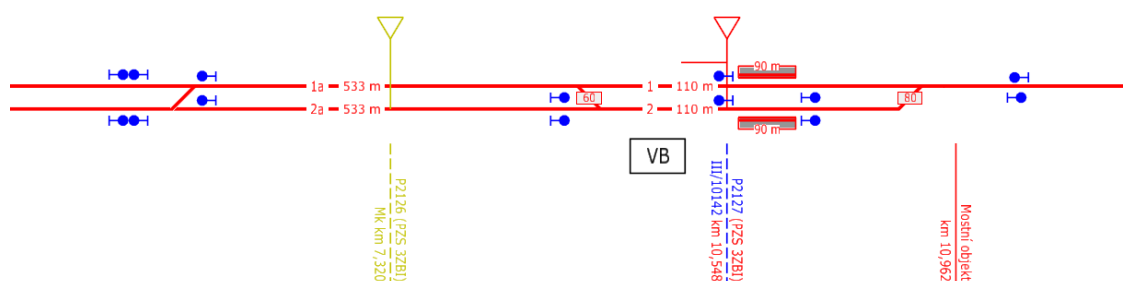 90 m
1a 533 m 1 110 m
60 80
2a 533 m 2 110 m
90 m
VB
P2126 (PZS 3ZBI)
Mk km 7,320
P2127 (PZS 3ZBI)
III/10142 km 10,548
Mostní objekt
km 10,962